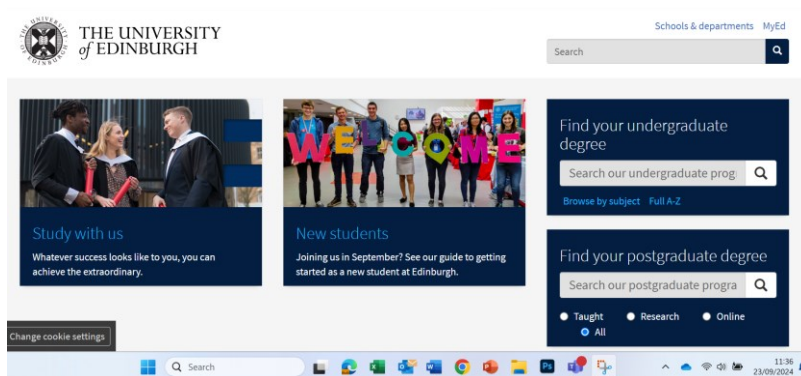 THE UNIVERSITY
of EDINBURGH
Schools & departments MyEd
Search
WELCOME
Study with us
Whatever success looks like to you, you can
achieve the extraordinary.
New students
Joining us in September? See our guide to getting
started as a new student at Edinburgh.
Find your undergraduate
degree
Search our undergraduate prog
Browse by subject Full A-Z
Find your postgraduate degree
Search our postgraduate progra
Taught Research Online
All
Change cookie settings
Search
Ps
11:36
23/09/2024